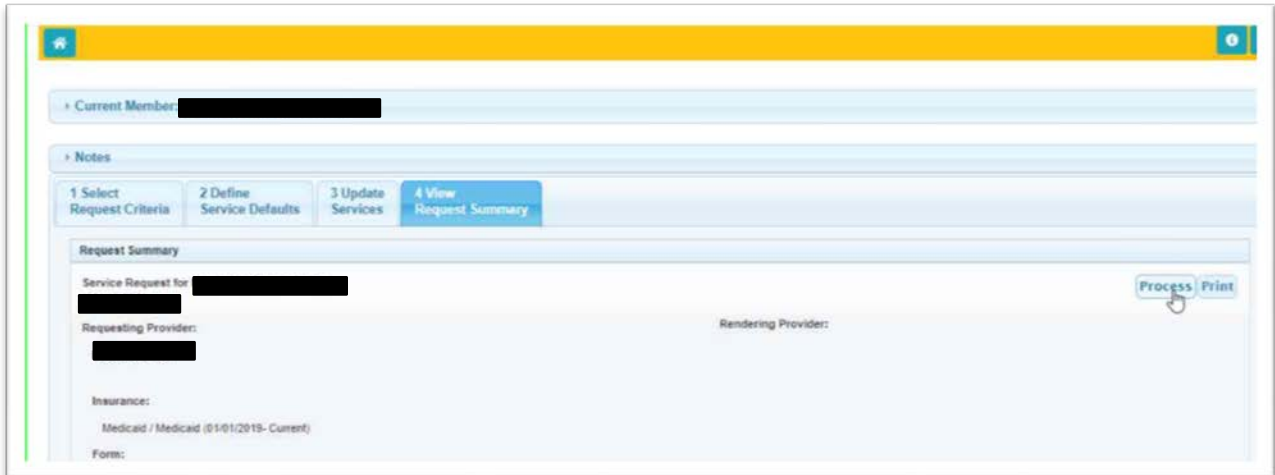 Current Member:
Notes
1 Select
Request Criteria
2 Define
Service Defaults
3 Update
Services
4 View
Request Summary
Request Summary
Service Request for
Process Print
Requesting Provider:
Rendering Provider:
Insurance:
Medicaid / Medicaid (01/01/2019- Current)
Form: